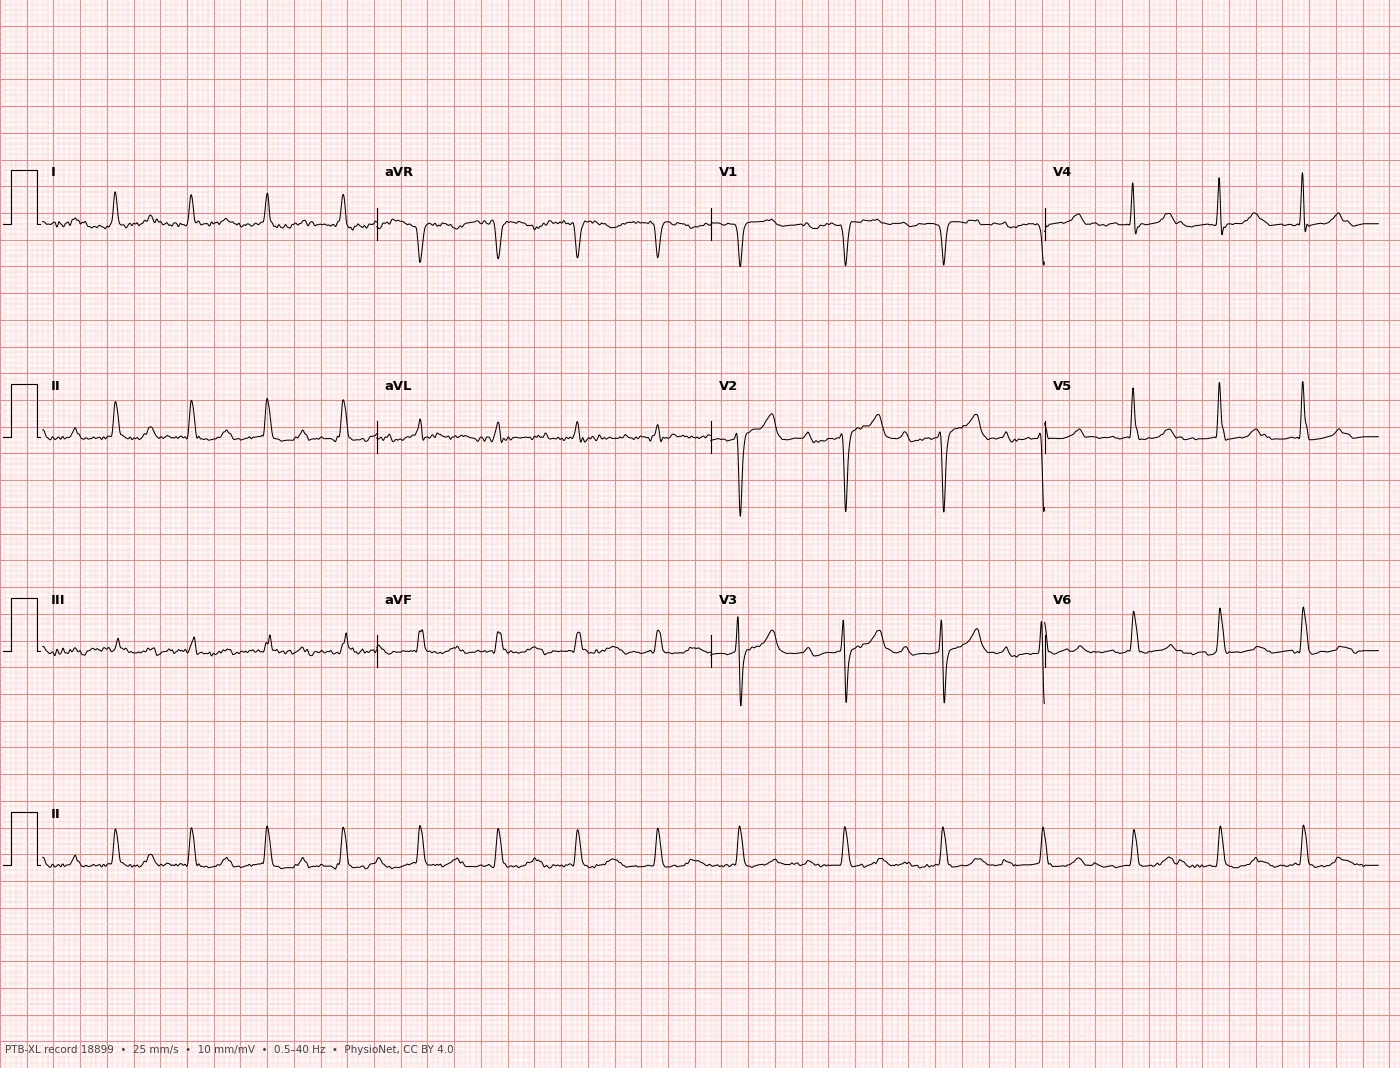 I aVR V1 V4
II aVL V2 V5
III aVF V3 V6
II
PTB-XL record 18899 • 25 mm/s • 10 mm/mV • 0.5–40 Hz • PhysioNet, CC BY 4.0